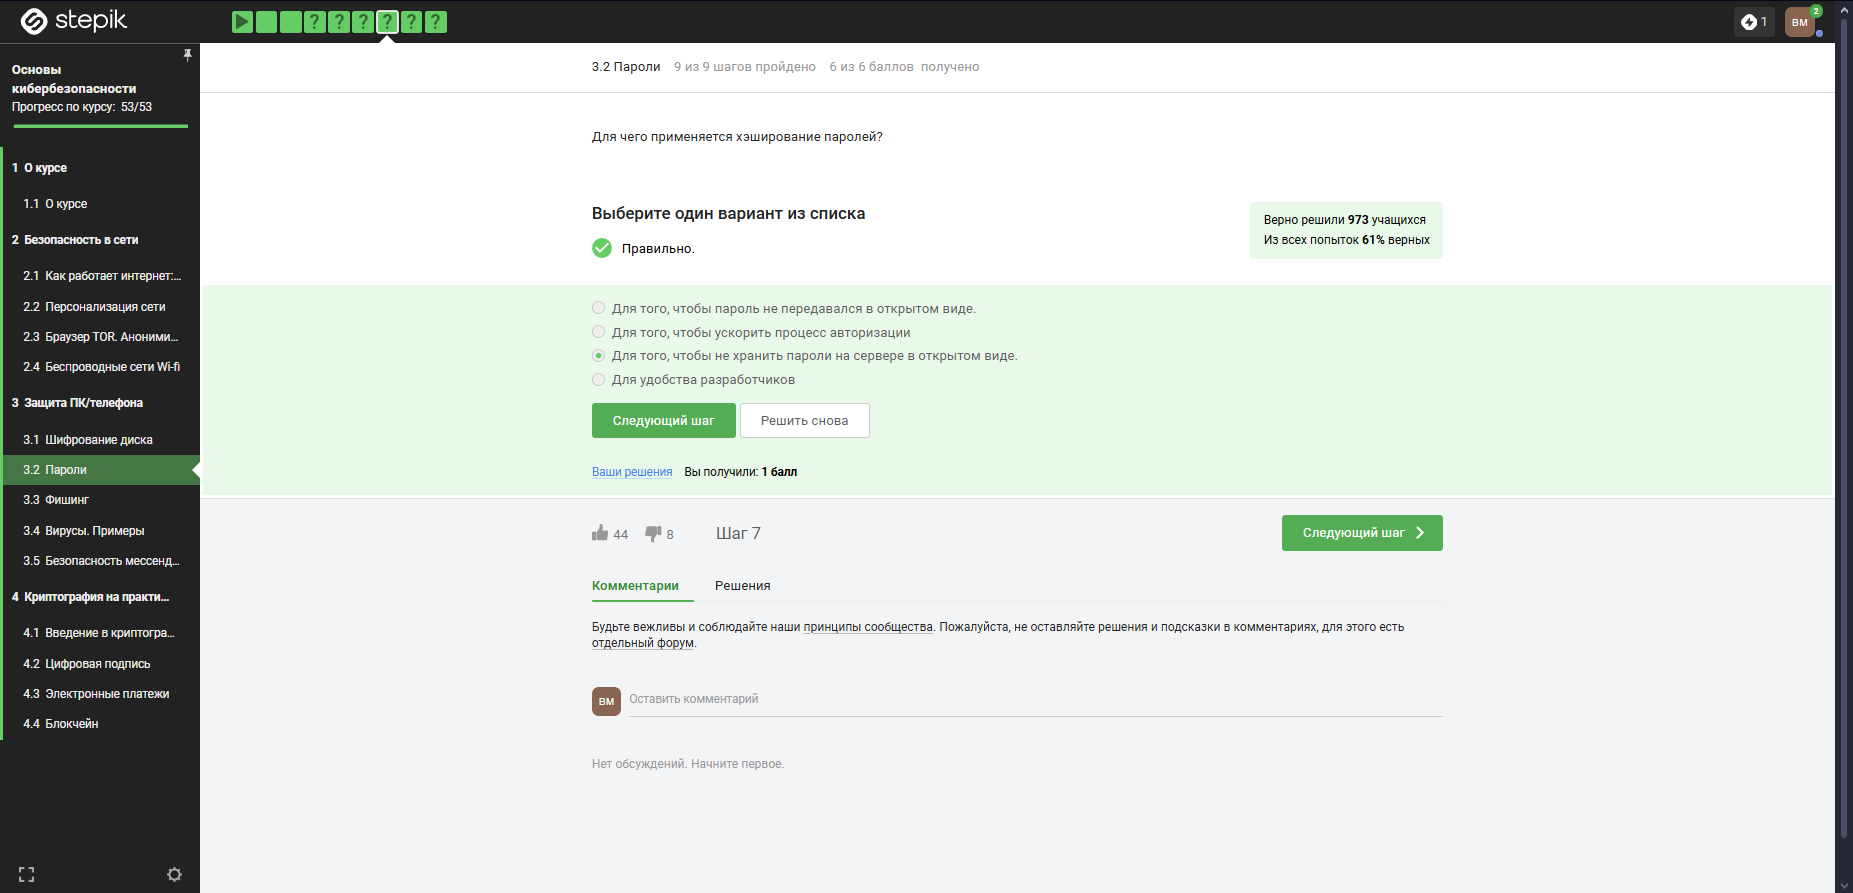 stepik
? ? ? ? ? ?
1
ВМ
2
Основы
кибербезопасности
Прогресс по курсу: 53/53
1 О курсе
1.1 О курсе
2 Безопасность в сети
2.1 Как работает интернет:...
2.2 Персонализация сети
2.3 Браузер TOR. Аноними...
2.4 Беспроводные сети Wi-fi
3 Защита ПК/телефона
3.1 Шифрование диска
3.2 Пароли
3.3 Фишинг
3.4 Вирусы. Примеры
3.5 Безопасность мессенд...
4 Криптография на практи...
4.1 Введение в криптогра...
4.2 Цифровая подпись
4.3 Электронные платежи
4.4 Блокчейн
3.2 Пароли 9 из 9 шагов пройдено 6 из 6 баллов получено
Для чего применяется хэширование паролей?
Выберите один вариант из списка
Правильно.
Верно решили 973 учащихся
Из всех попыток 61% верных
Для того, чтобы пароль не передавался в открытом виде.
Для того, чтобы ускорить процесс авторизации
Для того, чтобы не хранить пароли на сервере в открытом виде.
Для удобства разработчиков
Следующий шаг
Решить снова
Ваши решения Вы получили: 1 балл
44 8 Шаг 7
Следующий шаг
Комментарии Решения
Будьте вежливы и соблюдайте наши принципы сообщества. Пожалуйста, не оставляйте решения и подсказки в комментариях, для этого есть
отдельный форум.
ВМ
Оставить комментарий
Нет обсуждений. Начните первое.